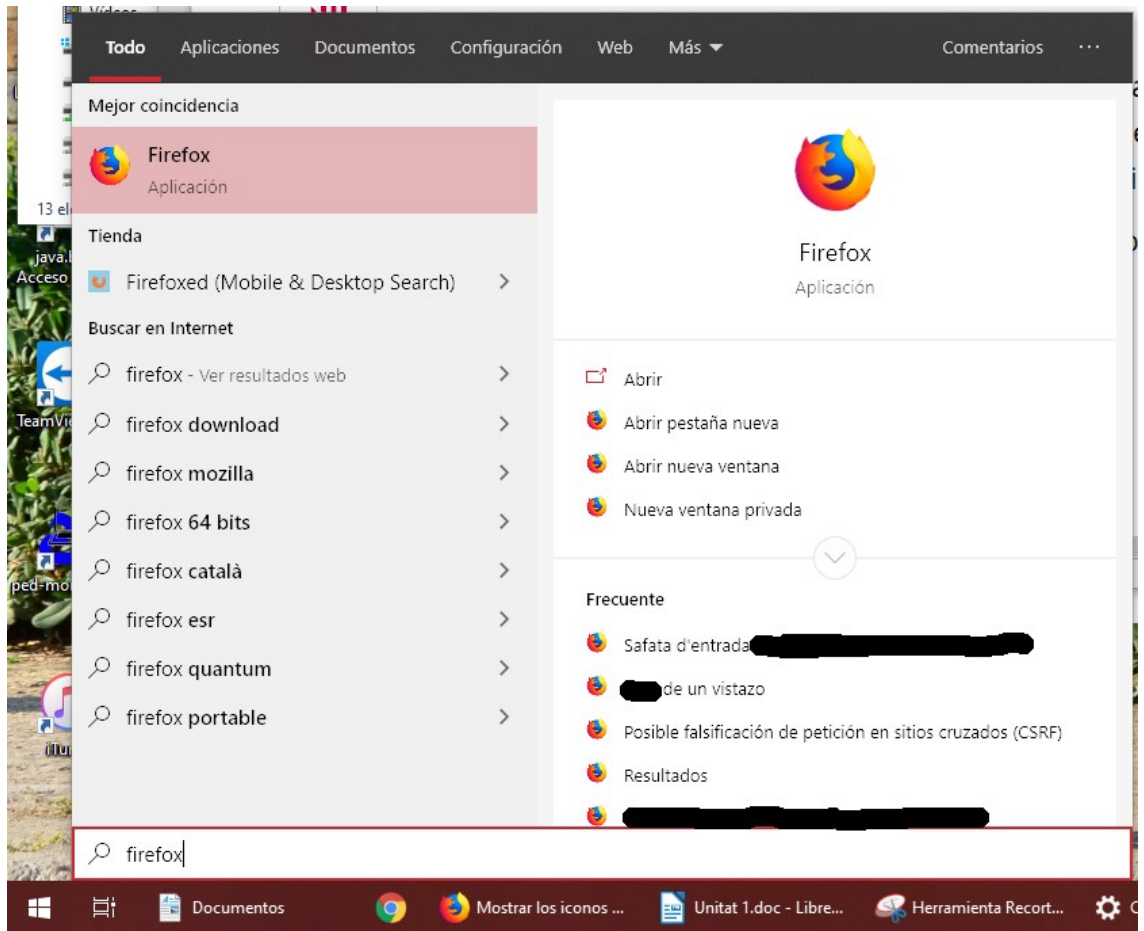 Vídeos
Todo Aplicaciones Documentos Configuración Web Más Comentarios ...
Mejor coincidencia
Firefox
Aplicación
Tienda
Firefoxed (Mobile & Desktop Search)
Buscar en Internet
firefox - Ver resultados web
firefox download
firefox mozilla
firefox 64 bits
firefox català
firefox esr
firefox quantum
firefox portable
Firefox
Aplicación
Abrir
Abrir pestaña nueva
Abrir nueva ventana
Nueva ventana privada
Frecuente
Safata d'entrada
de un vistazo
Posible falsificación de petición en sitios cruzados (CSRF)
Resultados
13 el
java.
Acceso
TeamVi
ped-mo
iTu
firefox
Documentos
Mostrar los iconos ...
Unitat 1.doc - Libre...
Herramienta Recort...